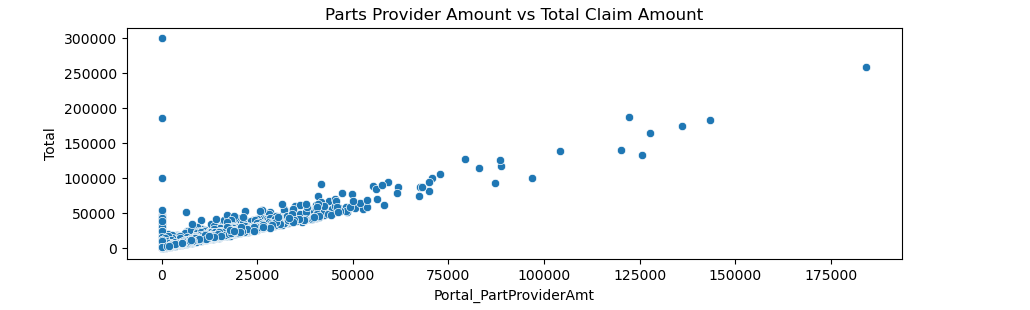 Parts Provider Amount vs Total Claim Amount
300000
250000
200000
150000
100000
50000
0
Total
0 25000 50000 75000 100000 125000 150000 175000
Portal_PartProviderAmt